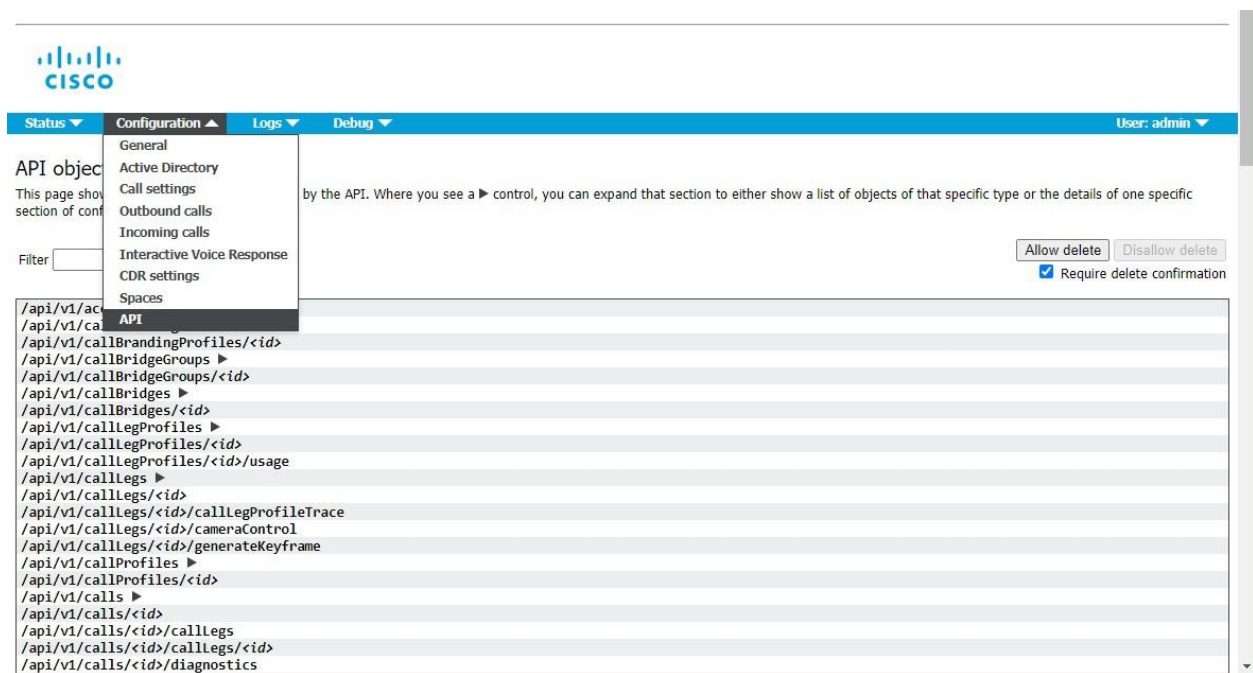 CISCO
Status ▼ Configuration ▲ Logs ▼ Debug ▼ User: admin ▼
General
Active Directory
Call settings
Outbound calls
Incoming calls
Interactive Voice Response
CDR settings
Spaces
API
API objec
This page show by the API. Where you see a ▶ control, you can expand that section to either show a list of objects of that specific type or the details of one specific
section of conf
Filter
Allow delete Disallow delete
Require delete confirmation
/api/v1/acc
/api/v1/cal
/api/v1/callBrandingProfiles/<id>
/api/v1/callBridgeGroups ▶
/api/v1/callBridgeGroups/<id>
/api/v1/callBridges ▶
/api/v1/callBridges/<id>
/api/v1/callLegProfiles ▶
/api/v1/callLegProfiles/<id>
/api/v1/callLegProfiles/<id>/usage
/api/v1/callLegs ▶
/api/v1/callLegs/<id>
/api/v1/callLegs/<id>/callLegProfileTrace
/api/v1/callLegs/<id>/cameraControl
/api/v1/callLegs/<id>/generateKeyframe
/api/v1/callProfiles ▶
/api/v1/callProfiles/<id>
/api/v1/calls ▶
/api/v1/calls/<id>
/api/v1/calls/<id>/callLegs
/api/v1/calls/<id>/callLegs/<id>
/api/v1/calls/<id>/diagnostics